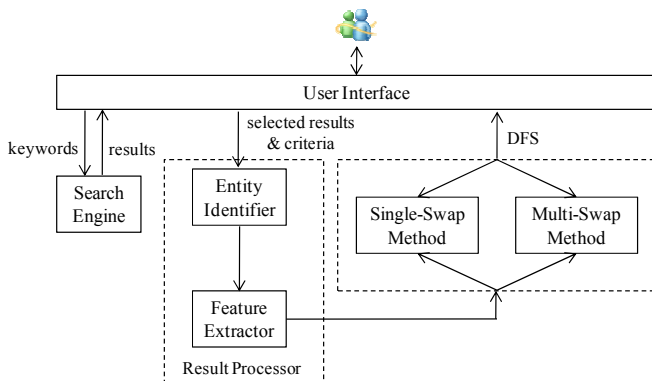 User Interface
keywords
results
selected results
& criteria
DFS
Search
Engine
Entity
Identifier
Single-Swap
Method
Multi-Swap
Method
Feature
Extractor
Result Processor